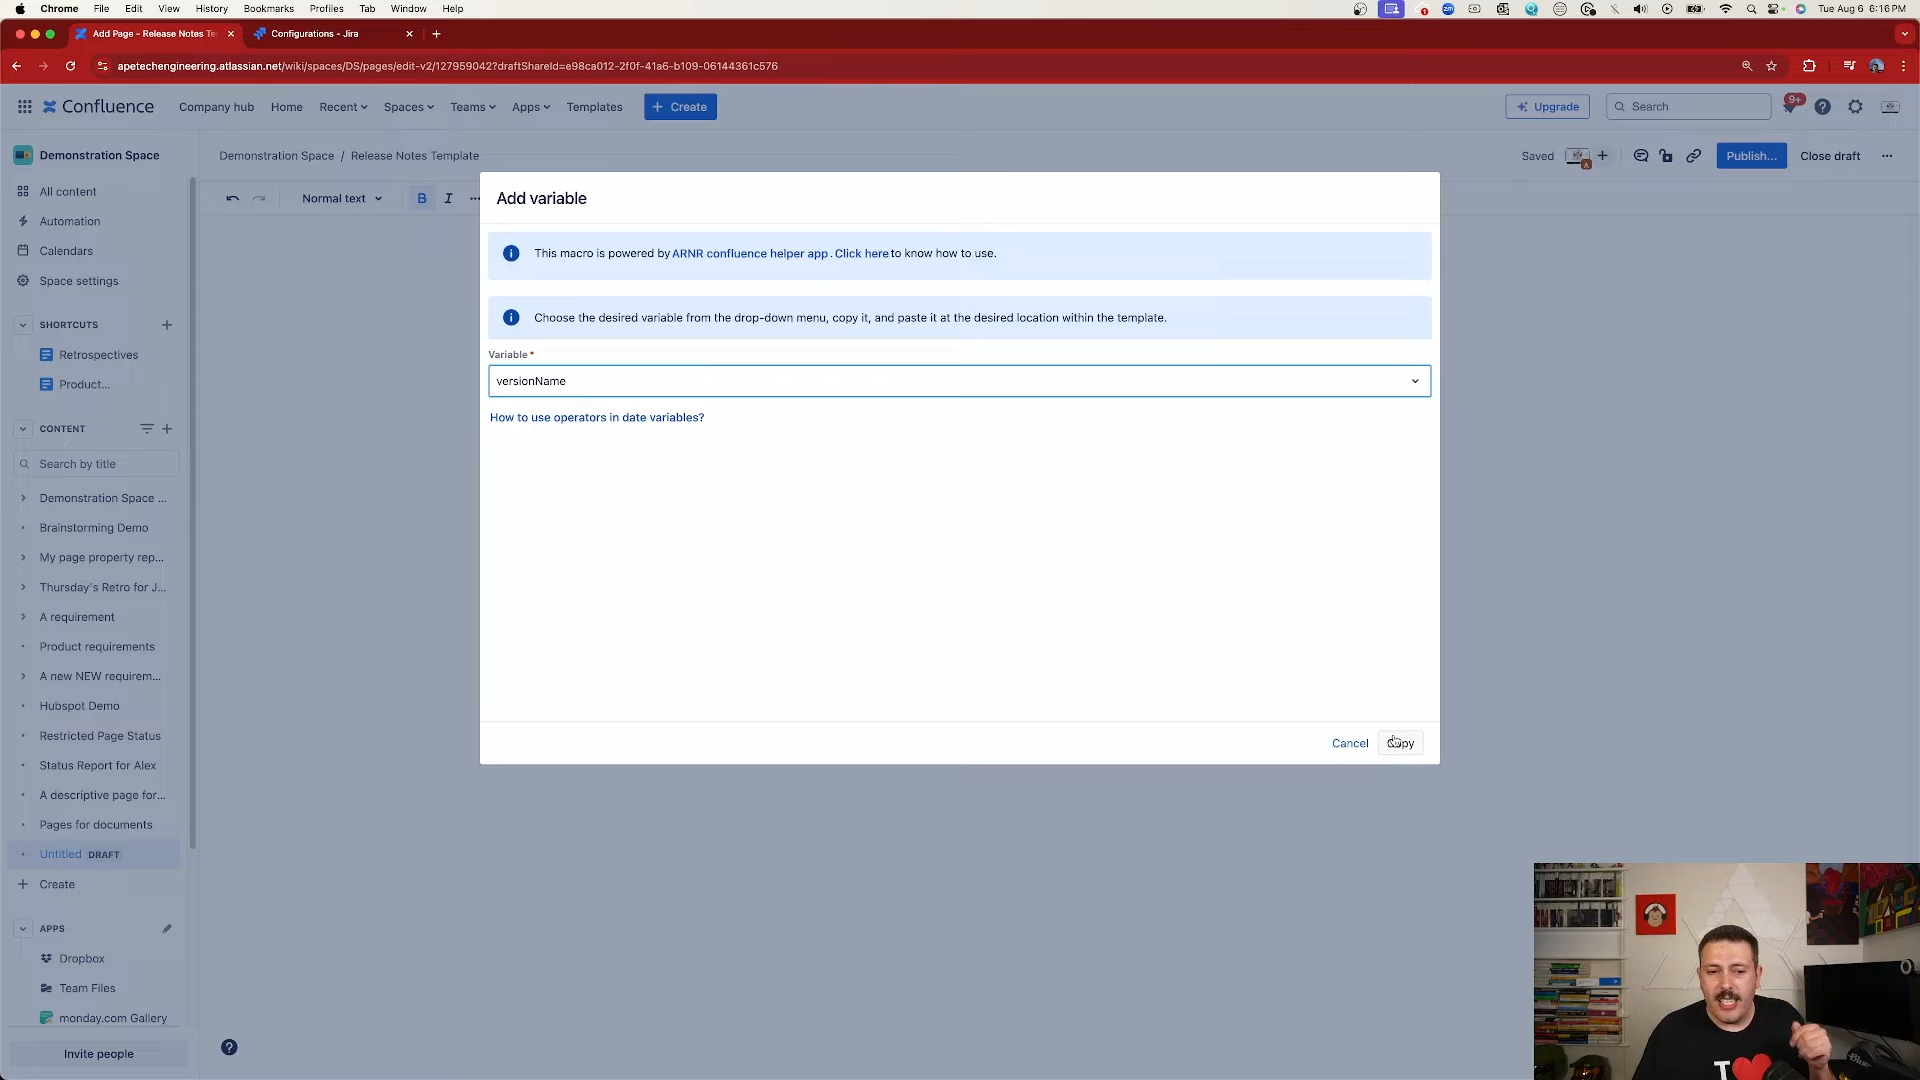 Chrome File Edit View History Bookmarks Profiles Tab Window Help
Tue Aug 6 6:16 PM
Add Page - Release Notes Te
Configurations - Jira
apetechengineering.atlassian.net/wiki/spaces/DS/pages/edit-v2/127959042?draftShareId=e98ca012-2f0f-41a6-b109-06144361c576
Confluence
Company hub Home Recent Spaces Teams Apps Templates
Create
Upgrade
Search
9+
Demonstration Space
Demonstration Space / Release Notes Template
Saved
Publish...
Close draft
All content
Normal text
B I
Automation
Calendars
Space settings
SHORTCUTS
Retrospectives
Product...
CONTENT
Search by title
Demonstration Space ...
Brainstorming Demo
My page property rep...
Thursday's Retro for J...
A requirement
Product requirements
A new NEW requirem...
Hubspot Demo
Restricted Page Status
Status Report for Alex
A descriptive page for...
Pages for documents
Untitled DRAFT
Create
APPS
Dropbox
Team Files
monday.com Gallery
Invite people
Add variable
This macro is powered by ARNR confluence helper app . Click here to know how to use.
Choose the desired variable from the drop-down menu, copy it, and paste it at the desired location within the template.
Variable *
versionName
How to use operators in date variables?
Cancel
Copy
I